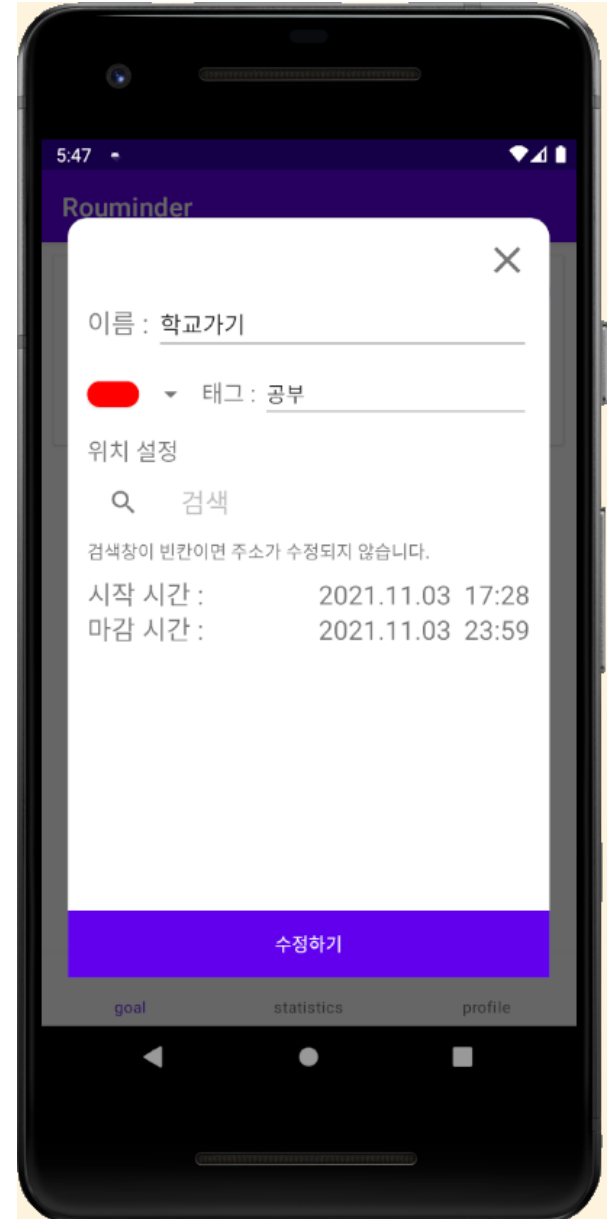 5:47
Rouminder
이름 : 학교가기
태그 : 공부
위치 설정
검색
검색창이 빈칸이면 주소가 수정되지 않습니다.
시작 시간 : 2021.11.03 17:28
마감 시간 : 2021.11.03 23:59
수정하기
goal statistics profile